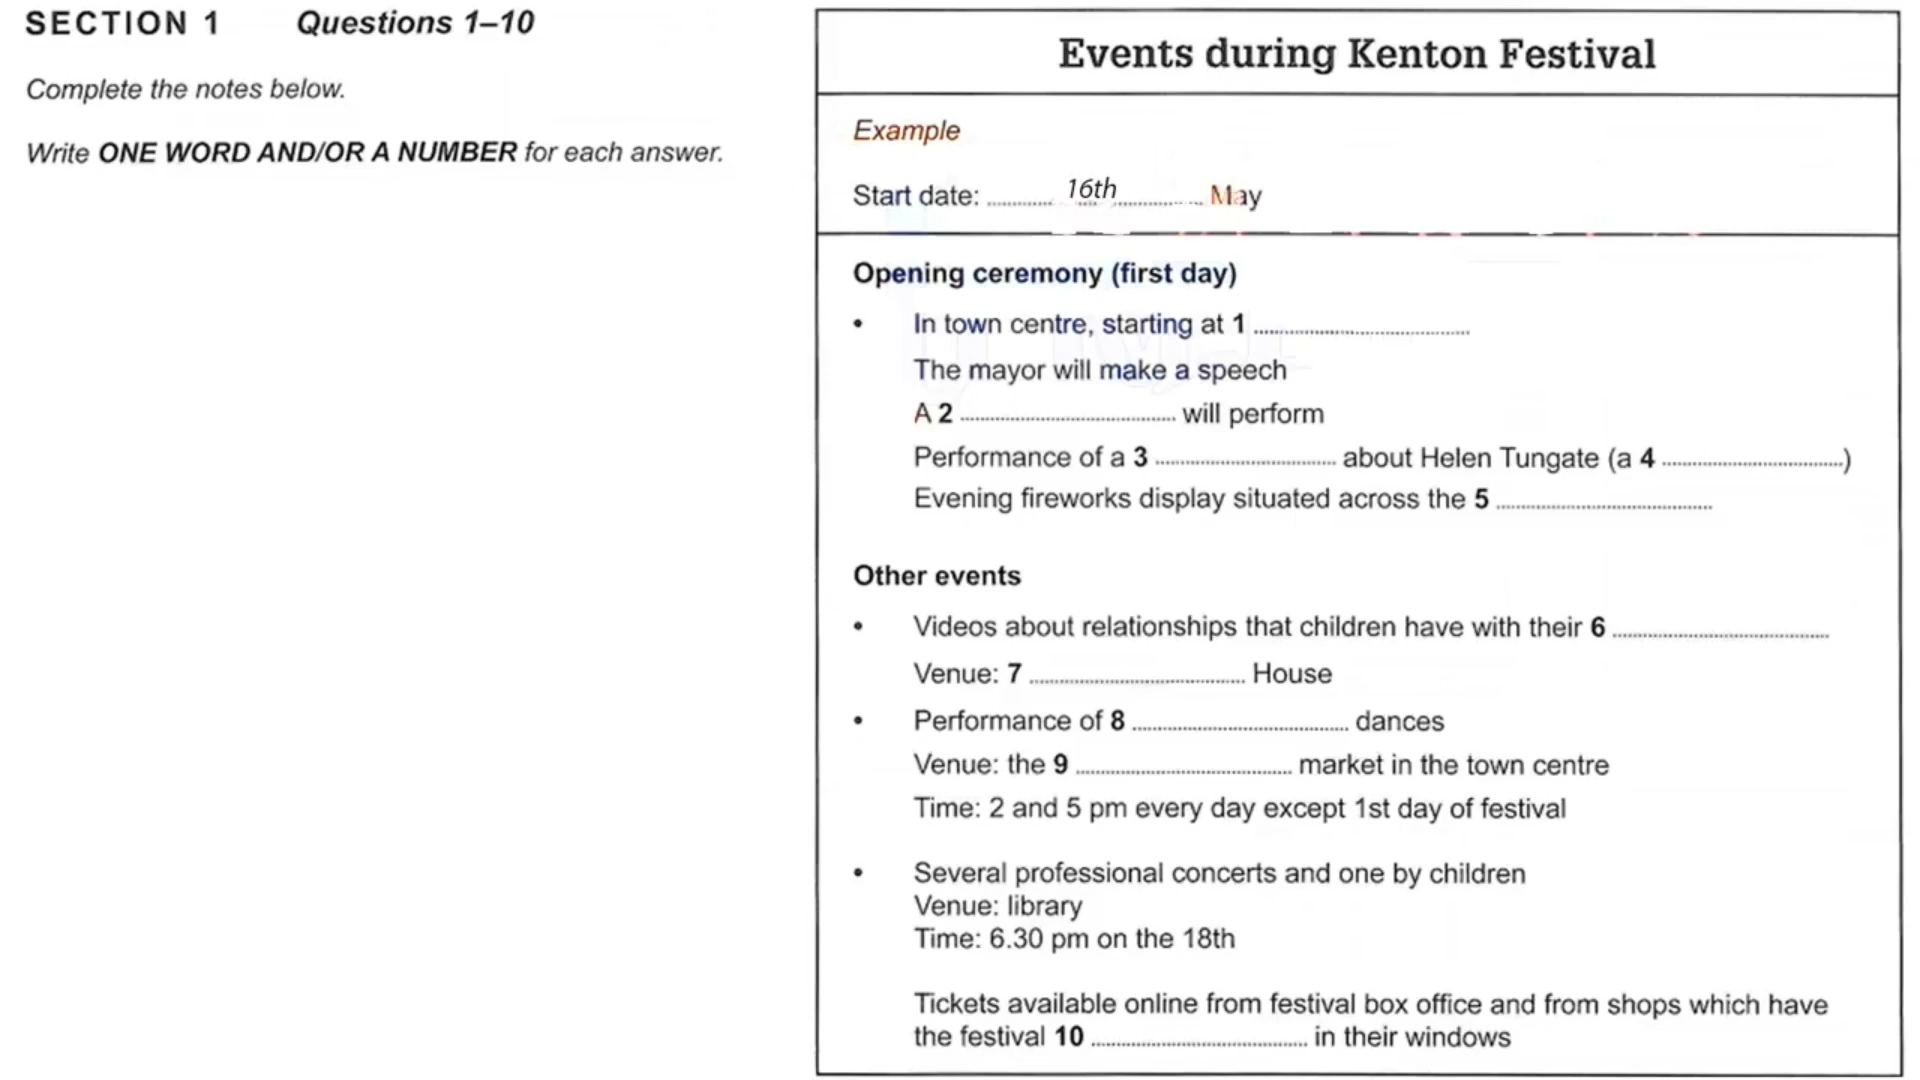 SECTION 1 Questions 1–10
Complete the notes below.
Write ONE WORD AND/OR A NUMBER for each answer.
Events during Kenton Festival
Example
Start date: .......... 16th .......... May
Opening ceremony (first day)
• In town centre, starting at 1 ..............................
The mayor will make a speech
A 2 .............................. will perform
Performance of a 3 .............................. about Helen Tungate (a 4 ..............................)
Evening fireworks display situated across the 5 ..............................
Other events
• Videos about relationships that children have with their 6 ..............................
Venue: 7 .............................. House
• Performance of 8 .............................. dances
Venue: the 9 .............................. market in the town centre
Time: 2 and 5 pm every day except 1st day of festival
• Several professional concerts and one by children
Venue: library
Time: 6.30 pm on the 18th
Tickets available online from festival box office and from shops which have
the festival 10 .............................. in their windows